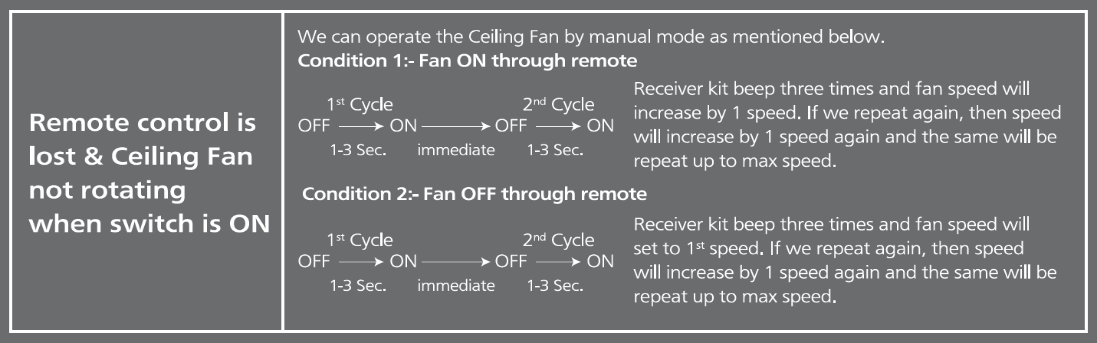 Remote control is
lost & Ceiling Fan
not rotating
when switch is ON
We can operate the Ceiling Fan by manual mode as mentioned below.
Condition 1:- Fan ON through remote
1st Cycle 2nd Cycle
OFF → ON → OFF → ON
1-3 Sec. immediate 1-3 Sec.
Receiver kit beep three times and fan speed will
increase by 1 speed. If we repeat again, then speed
will increase by 1 speed again and the same will be
repeat up to max speed.
Condition 2:- Fan OFF through remote
1st Cycle 2nd Cycle
OFF → ON → OFF → ON
1-3 Sec. immediate 1-3 Sec.
Receiver kit beep three times and fan speed will
set to 1st speed. If we repeat again, then speed
will increase by 1 speed again and the same will be
repeat up to max speed.